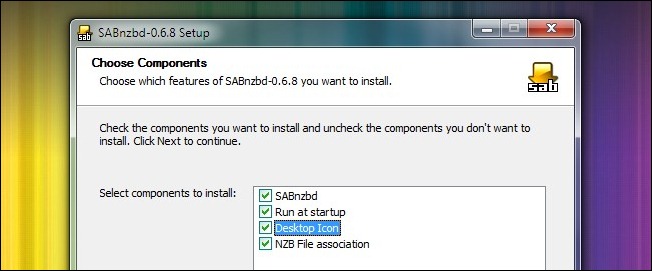 SABnzbd-0.6.8 Setup
Choose Components
Choose which features of SABnzbd-0.6.8 you want to install.
sab
sab
Check the components you want to install and uncheck the components you don't want to
install. Click Next to continue.
Select components to install:
SABnzbd
Run at startup
Desktop Icon
NZB File association